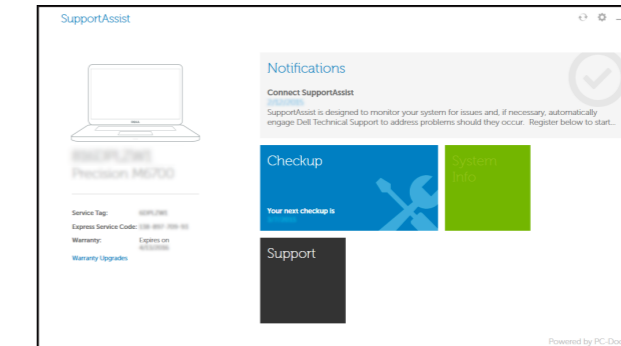 SupportAssist
Notifications
Connect SupportAssist
SupportAssist is designed to monitor your system for issues and, if necessary, automatically
engage Dell Technical Support to address problems should they occur. Register below to start...
Checkup
System
Info
Precision M6700
Your next checkup is
Service Tag:
Express Service Code:
Warranty: Expires on
Warranty Upgrades
Support
Powered by PC-Doc